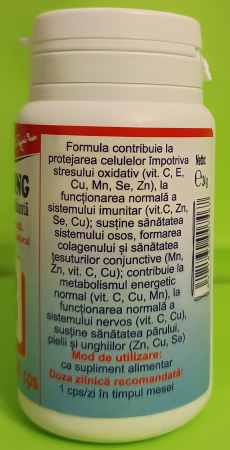 Formula contribuie la
protejarea celulelor împotriva
stresului oxidativ (vit. C, E,
Cu, Mn, Se, Zn), la
funcționarea normală a
sistemului imunitar (vit.C, Zn,
Se, Cu); susține sănătatea
sistemului osos, formarea
colagenului și sănătatea
țesuturilor conjunctive (Mn,
Zn, vit. C, Cu); contribuie la
metabolismul energetic
normal (vit. C, Cu, Mn), la
funcționarea normală a
sistemului nervos (vit. C, Cu),
susține sănătatea părului,
pielii și unghiilor (Zn, Cu, Se)
Mod de utilizare:
ca supliment alimentar
Doza zilnică recomandată:
1 cps/zi în timpul mesei
NG
cps